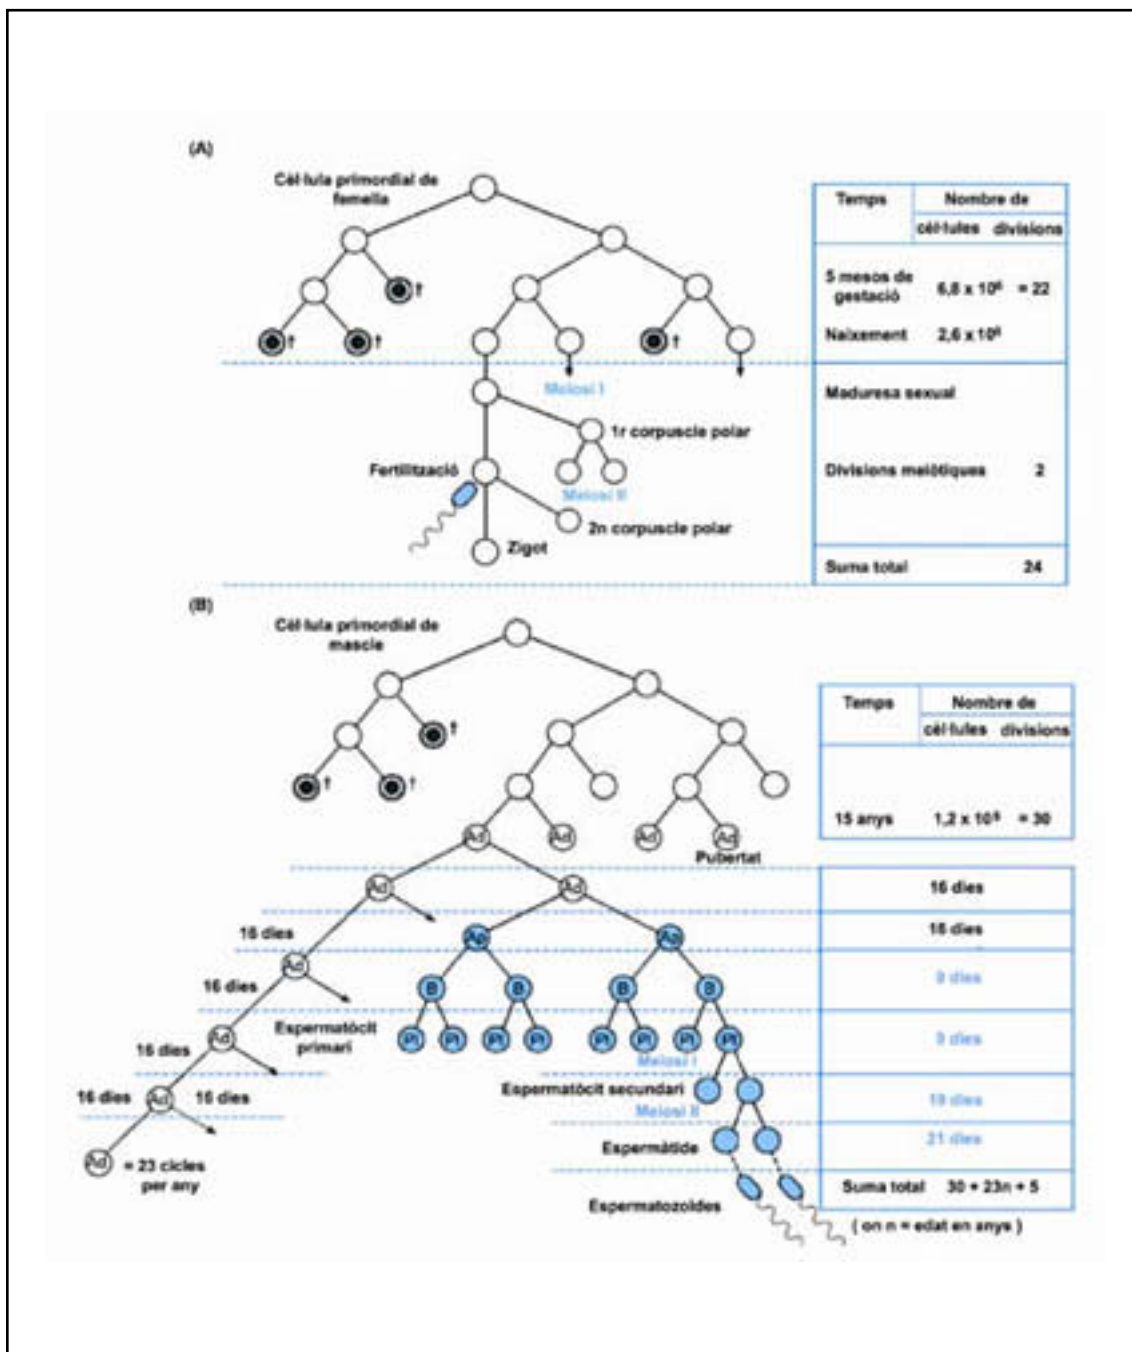 (A)
Cèl·lula primordial de
femella
†
†
†
†
Meiosi I
1r corpuscle polar
Fertilització
Meiosi II
2n corpuscle polar
Zigot
Temps Nombre de
cèl·lules divisions
5 mesos de
gestació 6,8 x 10⁶ = 22
Naixement 2,6 x 10⁶
Maduresa sexual
Divisions meiòtiques 2
Suma total 24
(B)
Cèl·lula primordial de
mascle
†
†
†
Ad Ad Ad Ad
Pubertat
Ad Ad
16 dies
Ap Ap
Ad
16 dies
B B B B
Ad
Espermatòcit
primari
Pl Pl Pl Pl Pl Pl Pl Pl
Meiosi I
16 dies
Espermatòcit secundari
Meiosi II
16 dies Ad 16 dies
Espermàtide
Ad = 23 cicles
per any
Espermatozoides
Temps Nombre de
cèl·lules divisions
15 anys = 30
16 dies
16 dies
9 dies
19 dies
21 dies
Suma total 30 + 23n + 5
( on n = edat en anys )